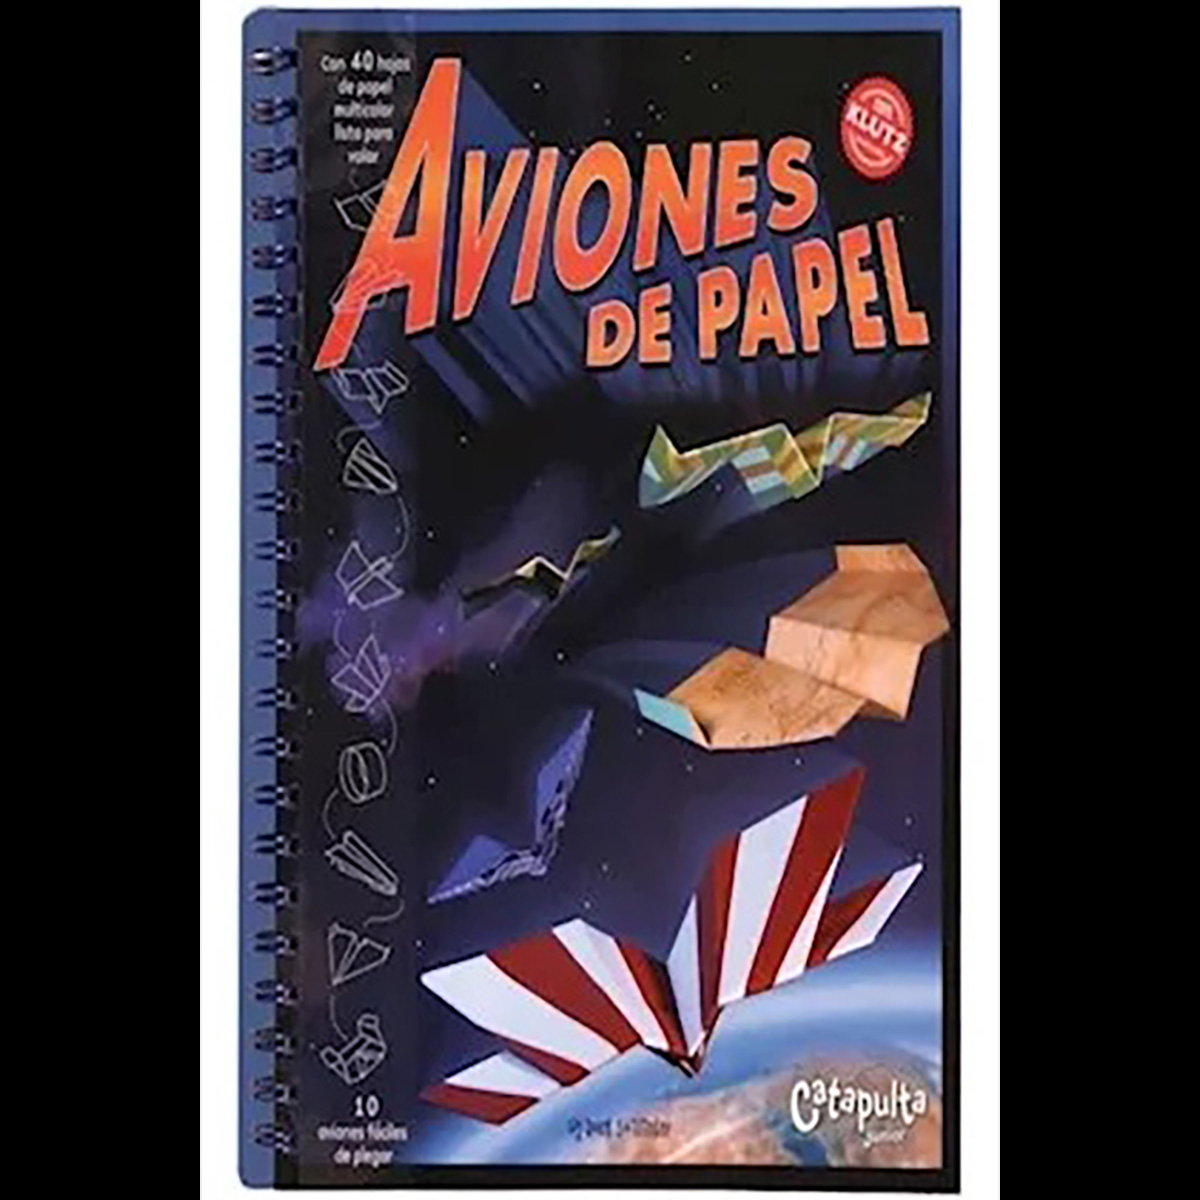 Con 40 hojas
de papel
multicolor
listo para
volar
KLUTZ
AVIONES
DE PAPEL
10
aviones fáciles
de plegar
Catapulta
junior